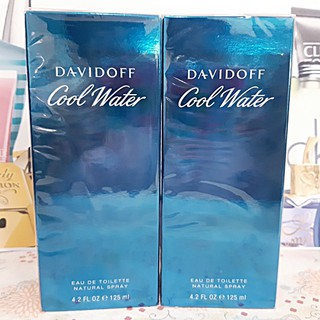 DAVIDOFF
Cool Water
EAU DE TOILETTE
NATURAL SPRAY
4.2 FL OZ e 125 ml
DAVIDOFF
Cool Water
EAU DE TOILETTE
NATURAL SPRAY
4.2 FL OZ e 125 ml